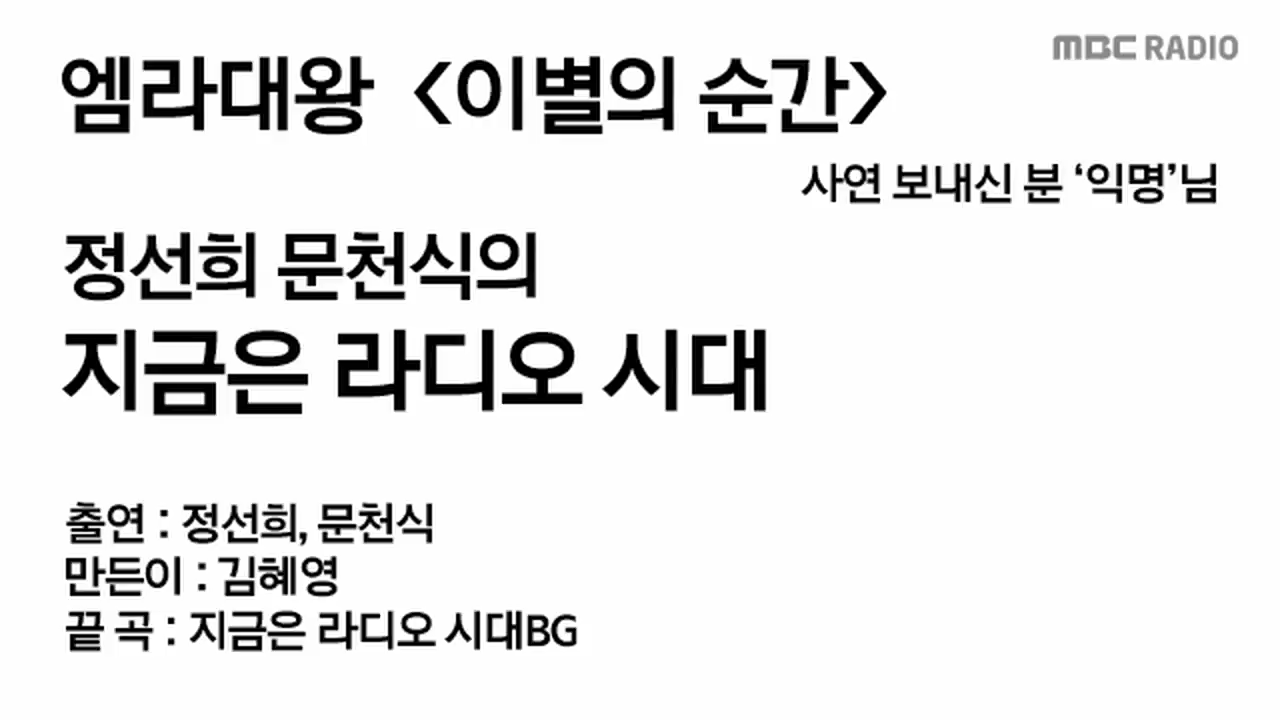 MBC RADIO
엠라대왕 <이별의 순간>
사연 보내신 분 ‘익명’님
정선희 문천식의
지금은 라디오 시대
출연 : 정선희, 문천식
만든이 : 김혜영
끝 곡 : 지금은 라디오 시대BG